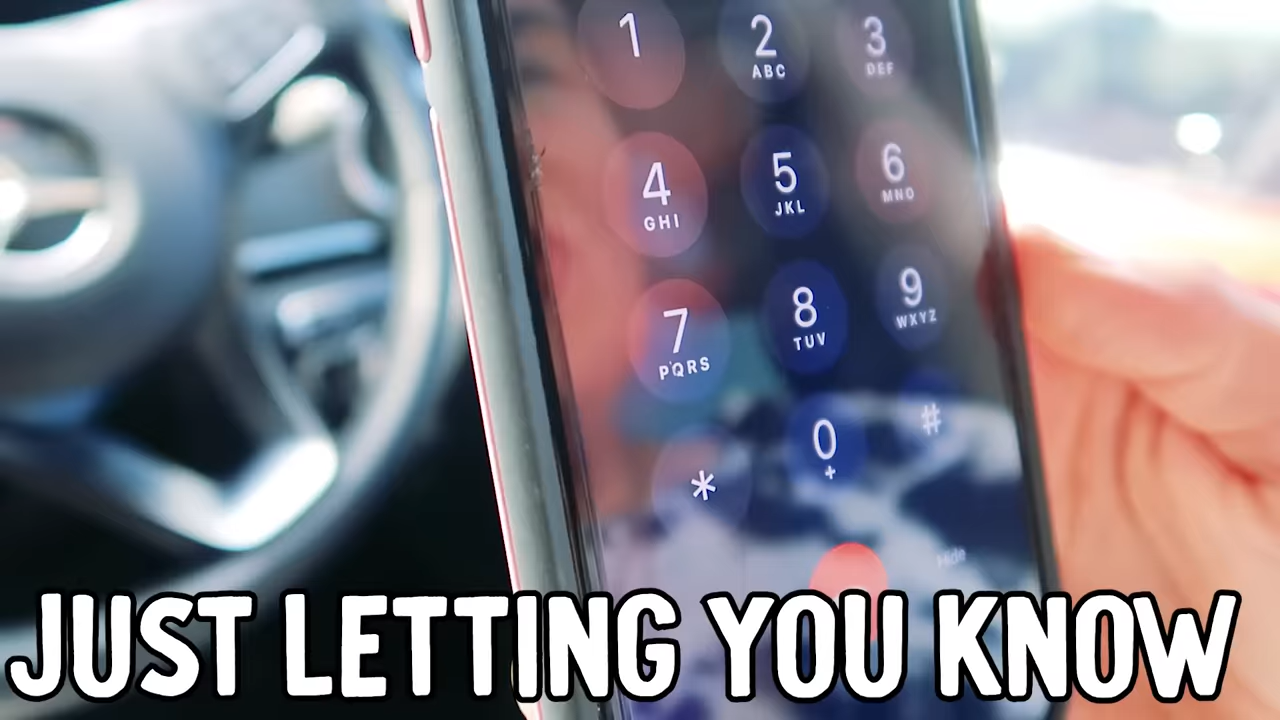 1 2 3
ABC DEF
4 5 6
GHI JKL MNO
7 8 9
PQRS TUV WXYZ
* 0 #
+
Hide
JUST LETTING YOU KNOW